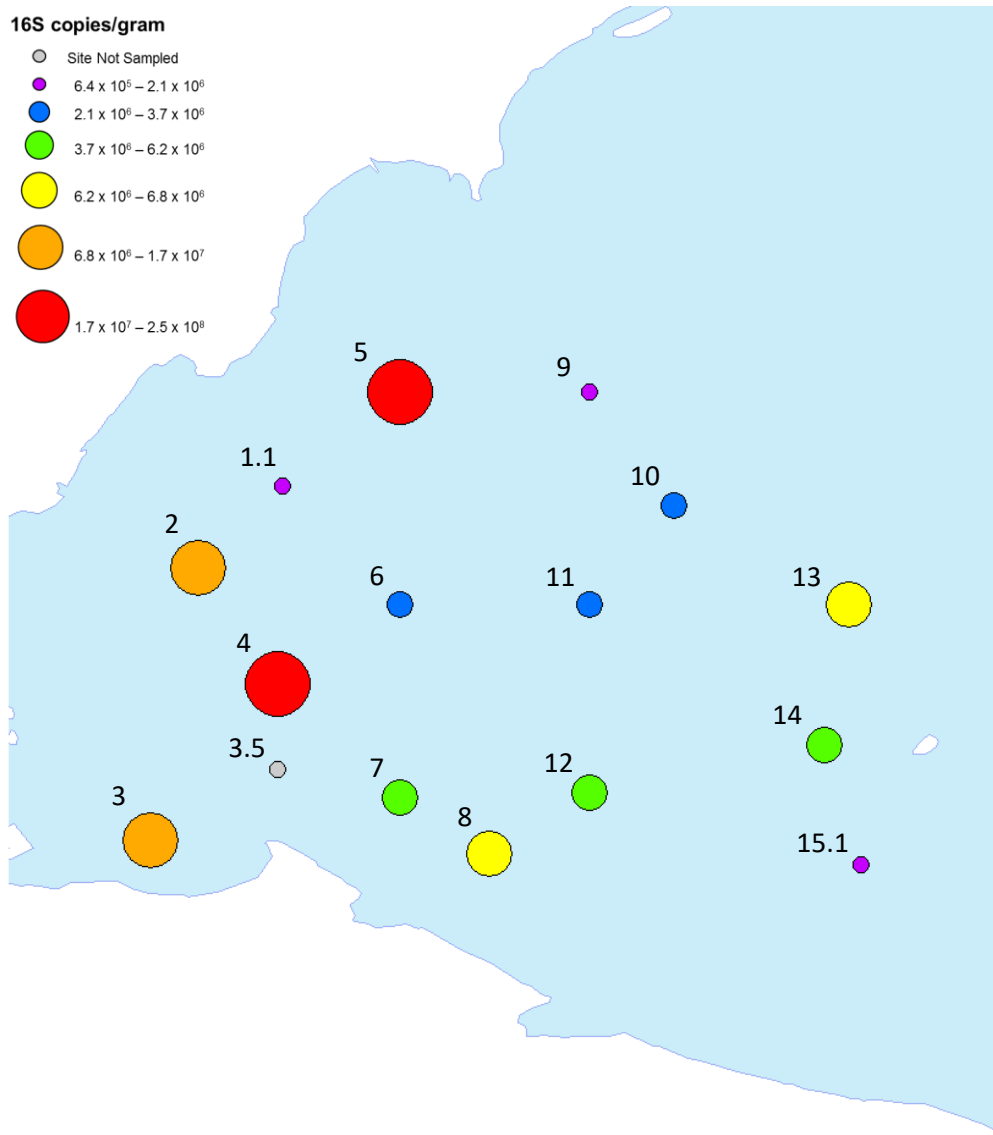 16S copies/gram
Site Not Sampled
6.4 x 10⁵ – 2.1 x 10⁶
2.1 x 10⁶ – 3.7 x 10⁶
3.7 x 10⁶ – 6.2 x 10⁶
6.2 x 10⁶ – 6.8 x 10⁶
6.8 x 10⁶ – 1.7 x 10⁷
1.7 x 10⁷ – 2.5 x 10⁸
5
9
1.1
10
2
6
11
13
4
14
3.5
12
7
3
8
15.1